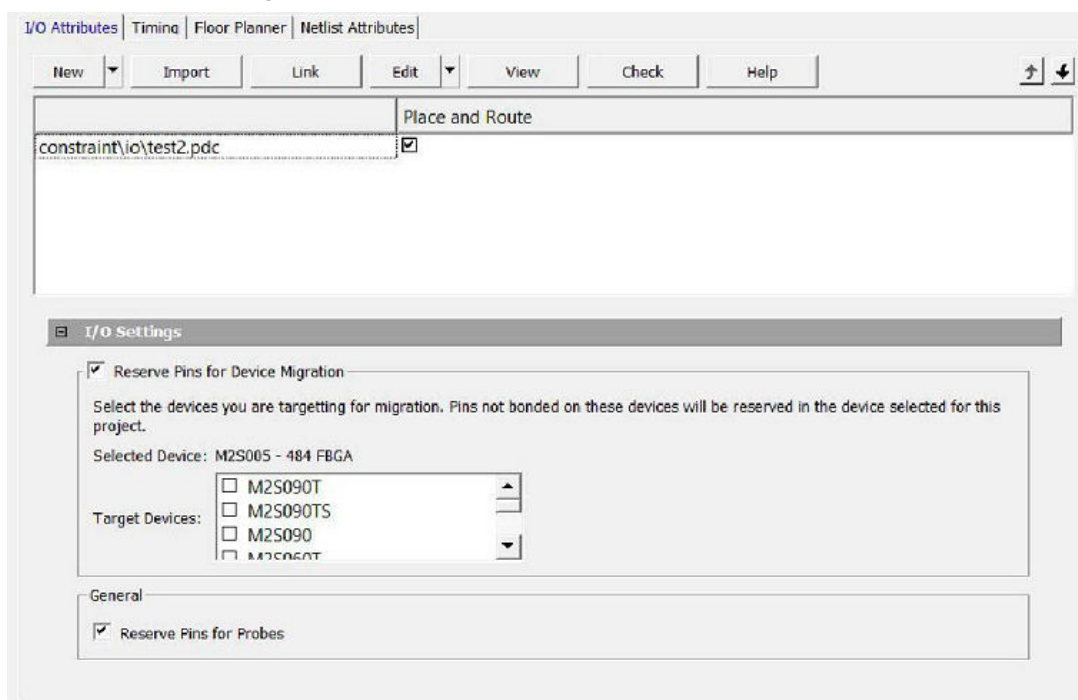 I/O Attributes Timing Floor Planner Netlist Attributes
New Import Link Edit View Check Help
Place and Route
constraint\io\test2.pdc
I/O Settings
Reserve Pins for Device Migration
Select the devices you are targetting for migration. Pins not bonded on these devices will be reserved in the device selected for this
project.
Selected Device: M2S005 - 484 FBGA
M2S090T
M2S090TS
Target Devices:
M2S090
M2S060T
General
Reserve Pins for Probes